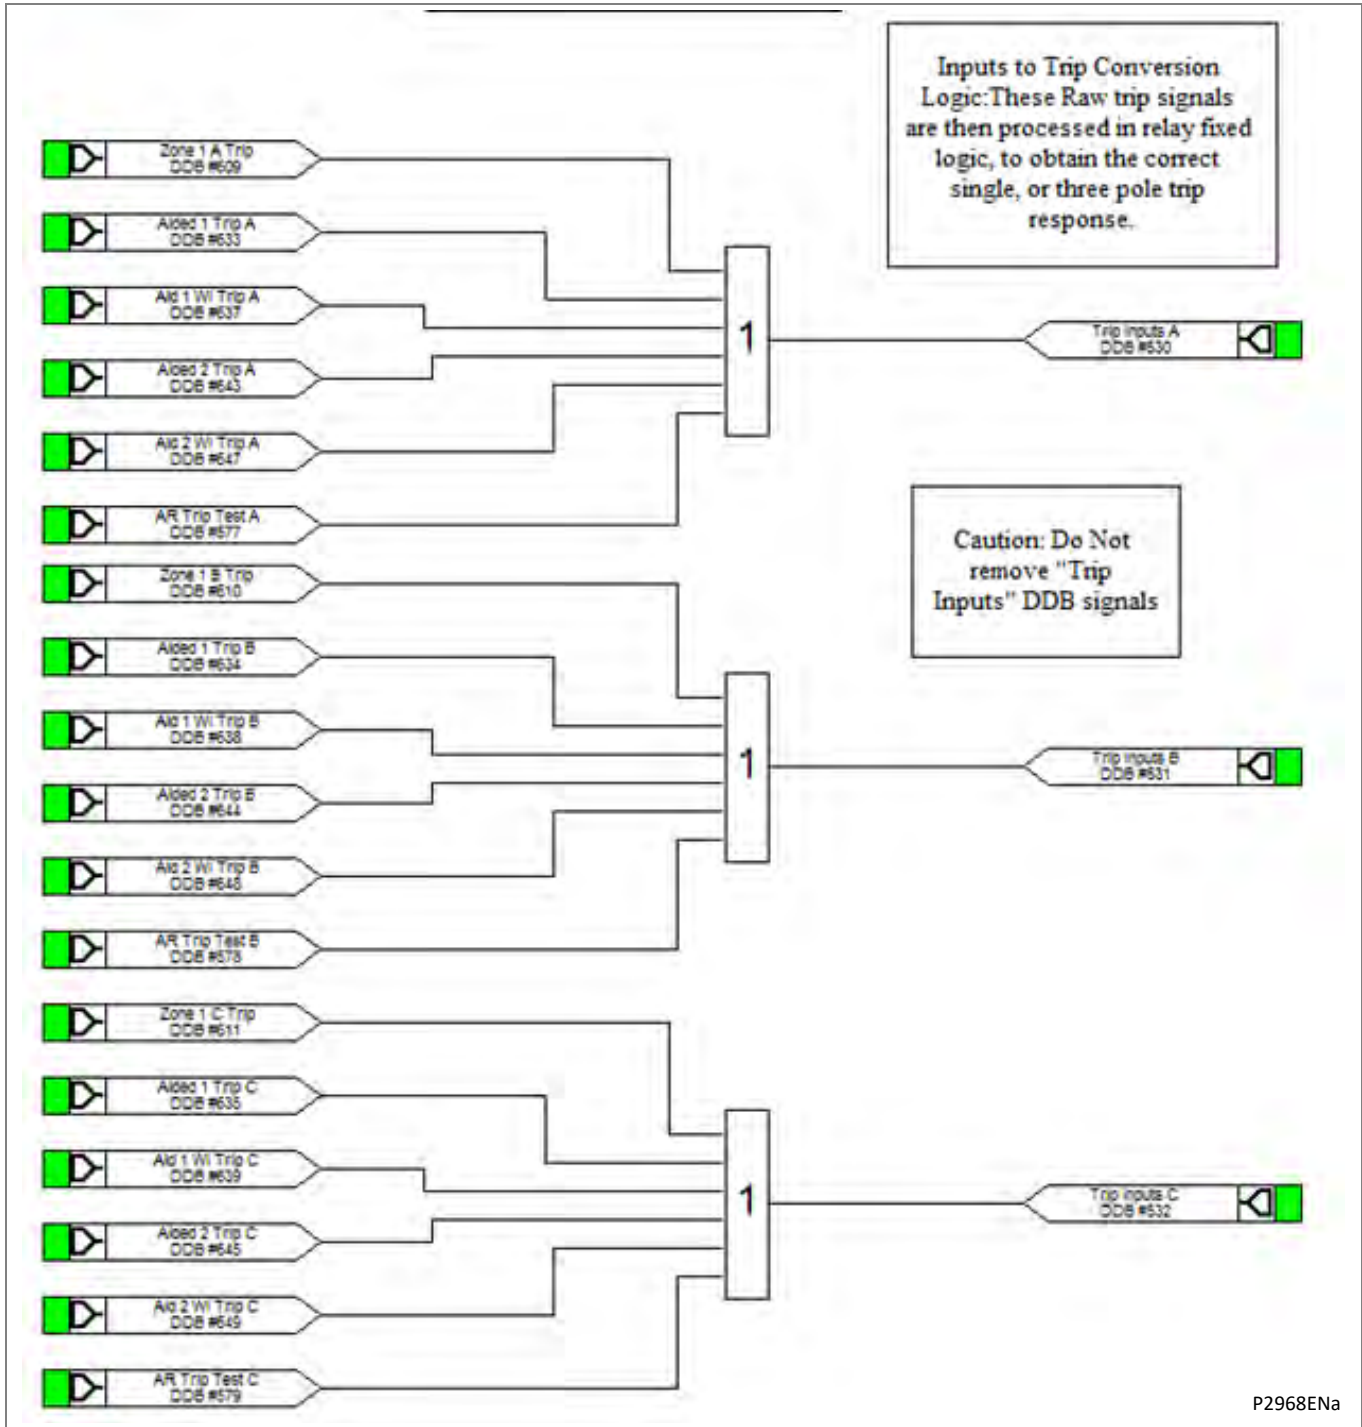 Inputs to Trip Conversion
Logic:These Raw trip signals
are then processed in relay fixed
logic, to obtain the correct
single, or three pole trip
response.
Zone 1 A Trip
DDB #609
Aided 1 Trip A
DDB #633
Aid 1 WI Trip A
DDB #637
Aided 2 Trip A
DDB #643
Aid 2 WI Trip A
DDB #647
AR Trip Test A
DDB #577
1
Trip Inputs A
DDB #530
Caution: Do Not
remove "Trip
Inputs" DDB signals
Zone 1 B Trip
DDB #610
Aided 1 Trip B
DDB #634
Aid 1 WI Trip B
DDB #638
Aided 2 Trip B
DDB #644
Aid 2 WI Trip B
DDB #648
AR Trip Test B
DDB #578
1
Trip Inputs B
DDB #531
Zone 1 C Trip
DDB #611
Aided 1 Trip C
DDB #635
Aid 1 WI Trip C
DDB #639
Aided 2 Trip C
DDB #645
Aid 2 WI Trip C
DDB #649
AR Trip Test C
DDB #579
1
Trip Inputs C
DDB #532
P2968ENa